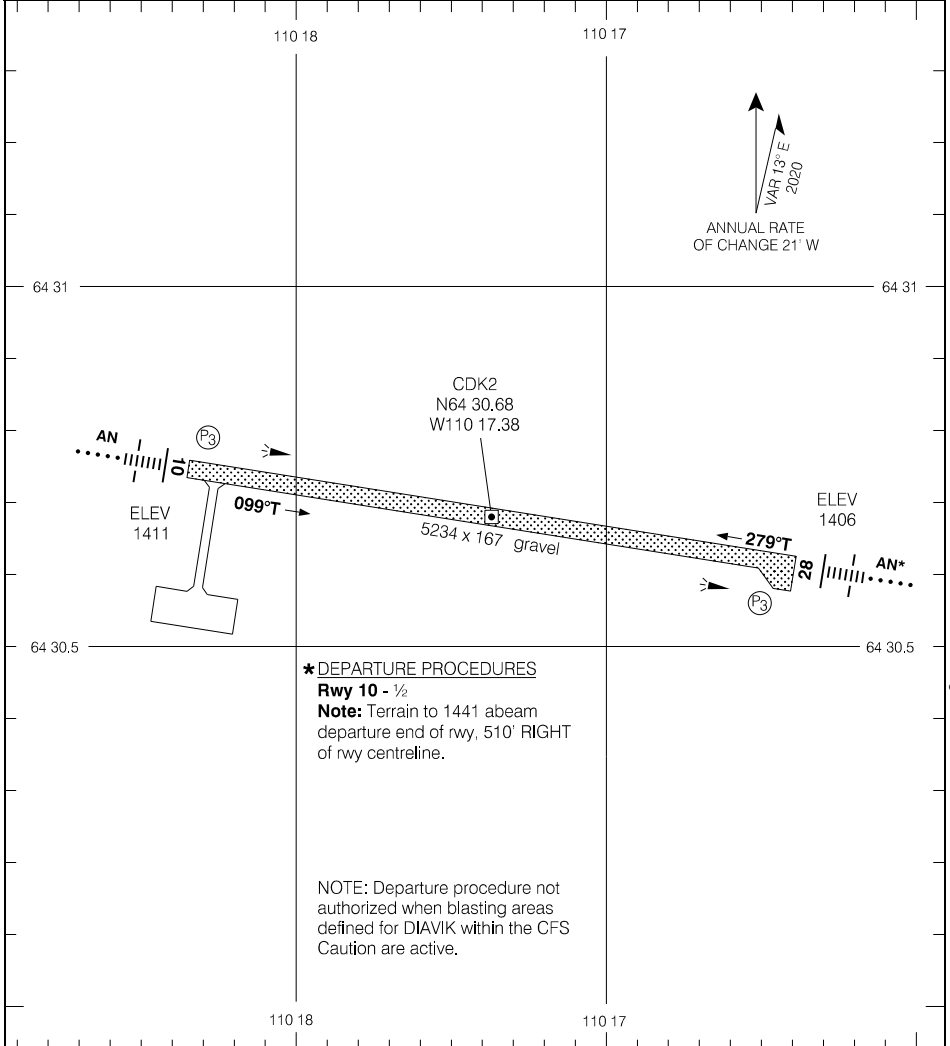 110 18
110 17
VAR 13° E
2020
ANNUAL RATE
OF CHANGE 21' W
64 31
64 31
CDK2
N64 30.68
W110 17.38
AN
P3
10
ELEV
1411
099°T
5234 x 167 gravel
279°T
ELEV
1406
28
AN*
P3
64 30.5
64 30.5
* DEPARTURE PROCEDURES
Rwy 10 - ½
Note: Terrain to 1441 abeam
departure end of rwy, 510' RIGHT
of rwy centreline.
NOTE: Departure procedure not
authorized when blasting areas
defined for DIAVIK within the CFS
Caution are active.
110 18
110 17